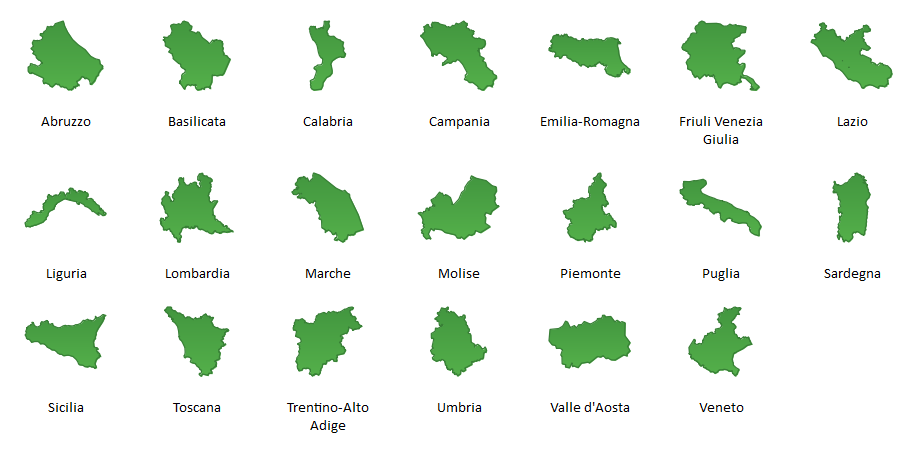 Abruzzo
Basilicata
Calabria
Campania
Emilia-Romagna
Friuli Venezia
Giulia
Lazio
Liguria
Lombardia
Marche
Molise
Piemonte
Puglia
Sardegna
Sicilia
Toscana
Trentino-Alto
Adige
Umbria
Valle d'Aosta
Veneto